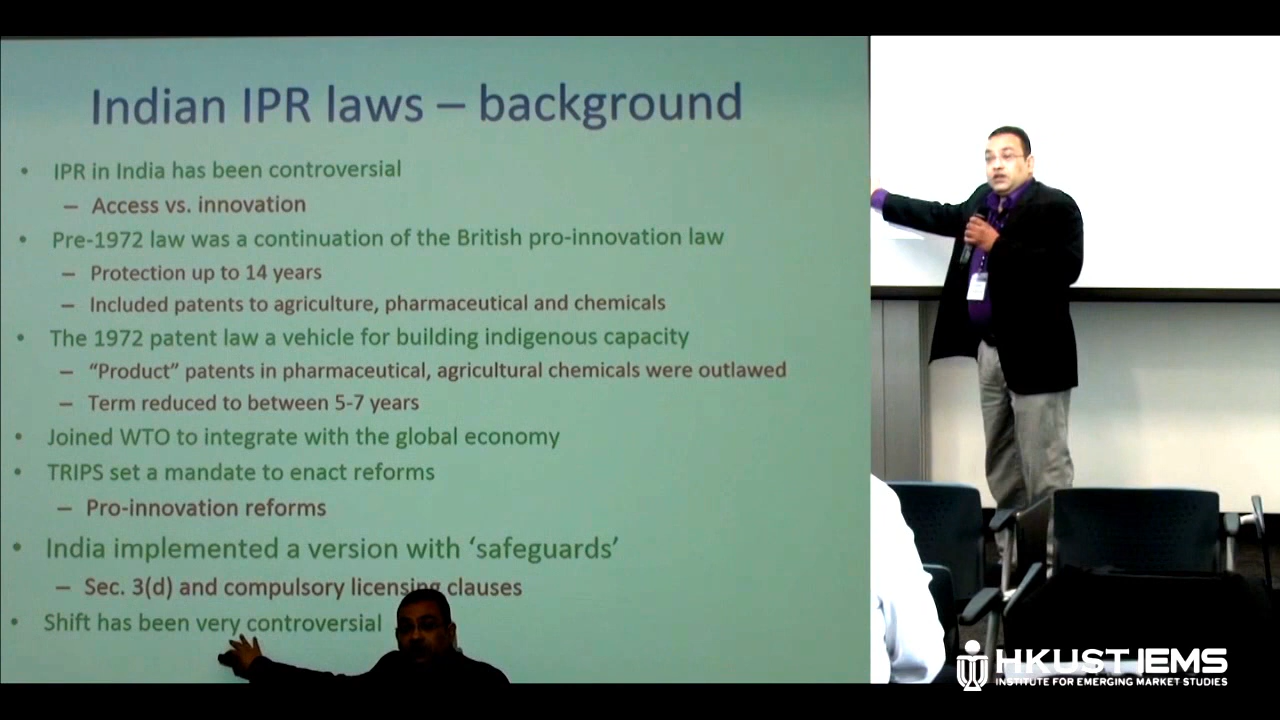 Indian IPR laws – background
• IPR in India has been controversial
– Access vs. innovation
• Pre-1972 law was a continuation of the British pro-innovation law
– Protection up to 14 years
– Included patents to agriculture, pharmaceutical and chemicals
• The 1972 patent law a vehicle for building indigenous capacity
– “Product” patents in pharmaceutical, agricultural chemicals were outlawed
– Term reduced to between 5-7 years
• Joined WTO to integrate with the global economy
• TRIPS set a mandate to enact reforms
– Pro-innovation reforms
• India implemented a version with ‘safeguards’
– Sec. 3(d) and compulsory licensing clauses
• Shift has been very controversial
HKUST IEMS
INSTITUTE FOR EMERGING MARKET STUDIES